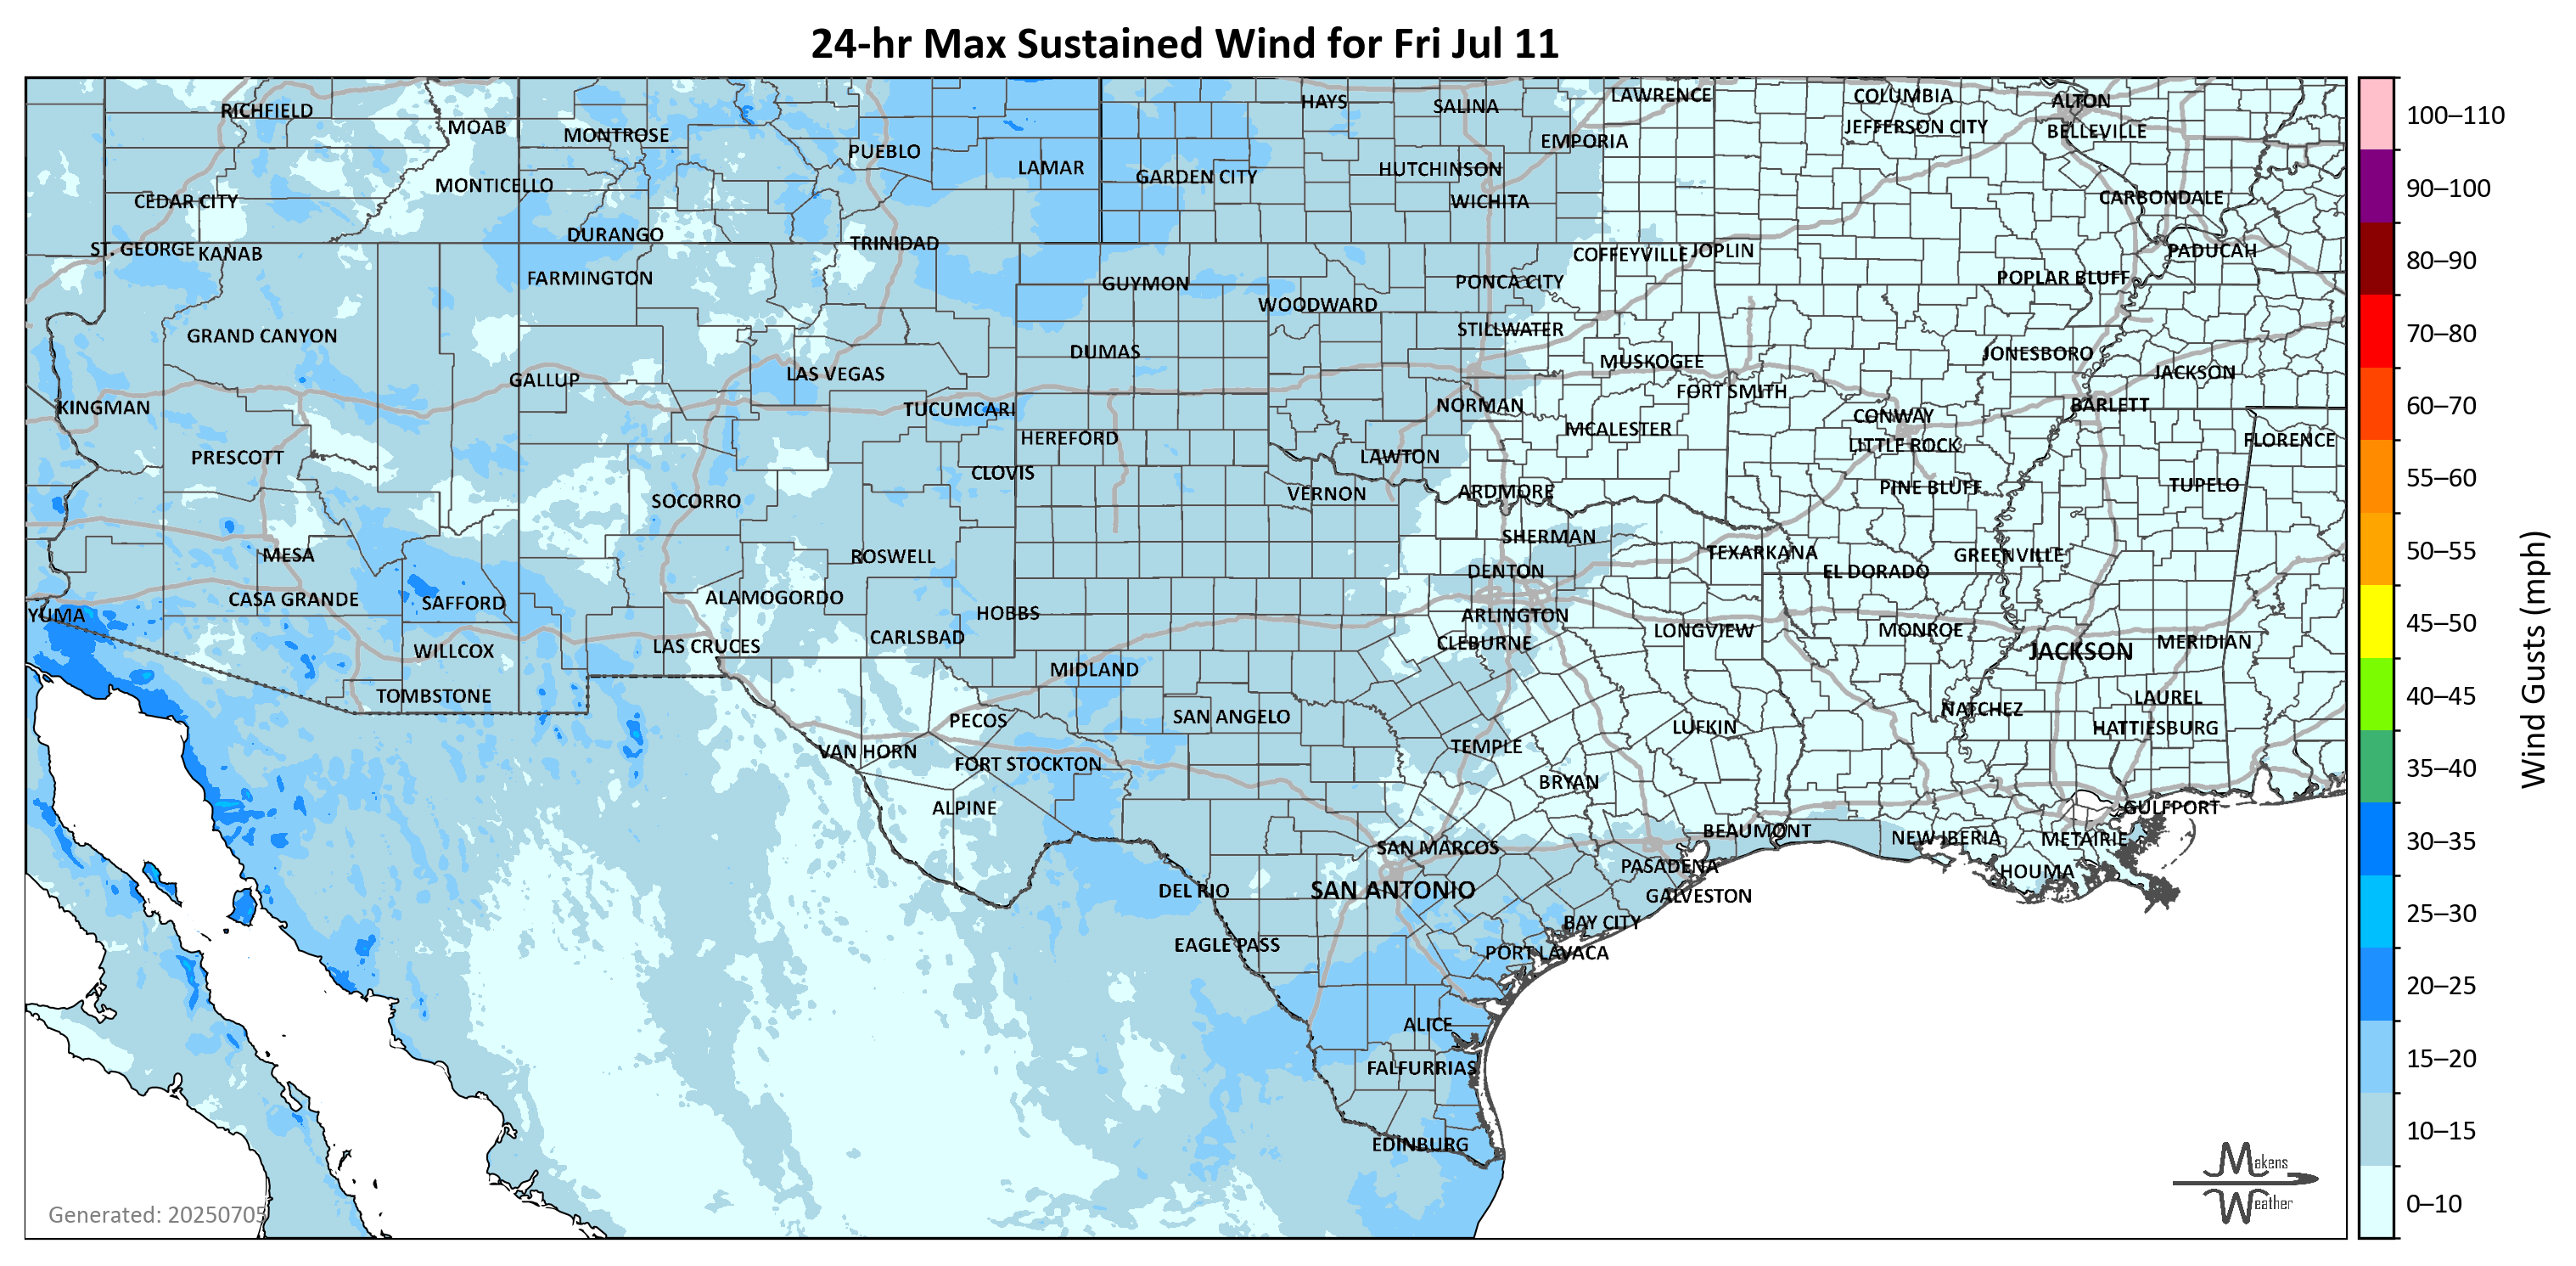 24-hr Max Sustained Wind for Fri Jul 11
RICHFIELD
MOAB
MONTROSE
PUEBLO
LAMAR
GARDEN CITY
HAYS
SALINA
HUTCHINSON
WICHITA
EMPORIA
LAWRENCE
COLUMBIA
JEFFERSON CITY
ALTON
BELLEVILLE
CARBONDALE
CEDAR CITY
MONTICELLO
DURANGO
TRINIDAD
ST. GEORGE
KANAB
FARMINGTON
GUYMON
WOODWARD
PONCA CITY
COFFEYVILLE
JOPLIN
POPLAR BLUFF
PADUCAH
GRAND CANYON
DUMAS
STILLWATER
MUSKOGEE
JONESBORO
JACKSON
GALLUP
LAS VEGAS
KINGMAN
TUCUMCARI
NORMAN
FORT SMITH
CONWAY
BARLETT
HEREFORD
MCALESTER
LITTLE ROCK
FLORENCE
PRESCOTT
CLOVIS
LAWTON
SOCORRO
VERNON
ARDMORE
PINE BLUFF
TUPELO
MESA
ROSWELL
SHERMAN
TEXARKANA
GREENVILLE
DENTON
EL DORADO
CASA GRANDE
SAFFORD
ALAMOGORDO
YUMA
HOBBS
ARLINGTON
CARLSBAD
CLEBURNE
LONGVIEW
MONROE
JACKSON
MERIDIAN
WILLCOX
LAS CRUCES
MIDLAND
TOMBSTONE
PECOS
SAN ANGELO
LAUREL
NATCHEZ
HATTIESBURG
LUFKIN
VAN HORN
TEMPLE
FORT STOCKTON
BRYAN
ALPINE
GULFPORT
BEAUMONT
NEW IBERIA
METAIRIE
SAN MARCOS
PASADENA
HOUMA
DEL RIO
SAN ANTONIO
GALVESTON
BAY CITY
EAGLE PASS
PORT LAVACA
ALICE
FALFURRIAS
EDINBURG
Generated: 20250705
Makens
Weather
100–110
90–100
80–90
70–80
60–70
55–60
50–55
45–50
40–45
35–40
30–35
25–30
20–25
15–20
10–15
0–10
Wind Gusts (mph)